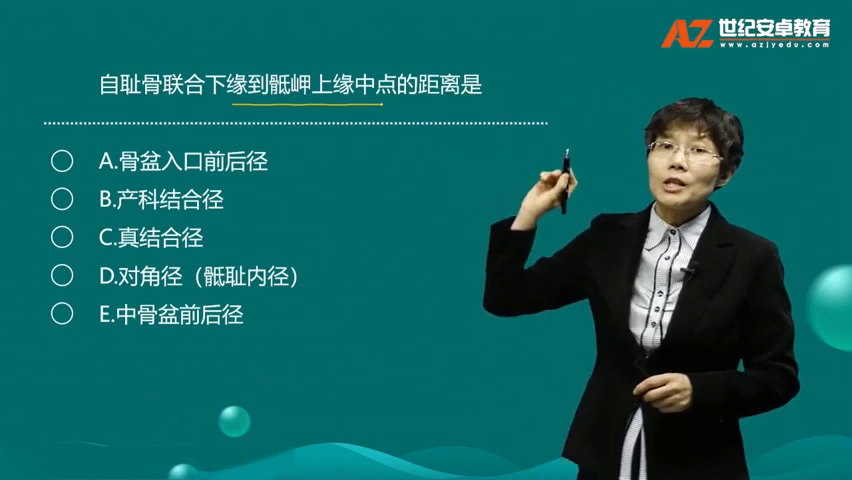 AZ 世纪安卓教育
www.azjyedu.com
自耻骨联合下缘到骶岬上缘中点的距离是
A.骨盆入口前后径
B.产科结合径
C.真结合径
D.对角径（骶耻内径）
E.中骨盆前后径